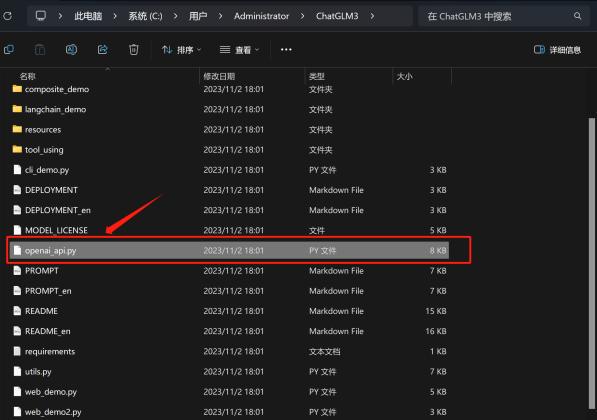 此电脑 > 系统 (C:) > 用户 > Administrator > ChatGLM3 > 在 ChatGLM3 中搜索
排序 查看 ... 详细信息
名称 修改日期 类型 大小
composite_demo 2023/11/2 18:01 文件夹
langchain_demo 2023/11/2 18:01 文件夹
resources 2023/11/2 18:01 文件夹
tool_using 2023/11/2 18:01 文件夹
cli_demo.py 2023/11/2 18:01 PY 文件 3 KB
DEPLOYMENT 2023/11/2 18:01 Markdown File 3 KB
DEPLOYMENT_en 2023/11/2 18:01 Markdown File 3 KB
MODEL_LICENSE 2023/11/2 18:01 文件 5 KB
openai_api.py 2023/11/2 18:01 PY 文件 8 KB
PROMPT 2023/11/2 18:01 Markdown File 7 KB
PROMPT_en 2023/11/2 18:01 Markdown File 7 KB
README 2023/11/2 18:01 Markdown File 15 KB
README_en 2023/11/2 18:01 Markdown File 16 KB
requirements 2023/11/2 18:01 文本文档 1 KB
utils.py 2023/11/2 18:01 PY 文件 7 KB
web_demo.py 2023/11/2 18:01 PY 文件 3 KB
web_demo2.py 2023/11/2 18:01 PY 文件 3 KB